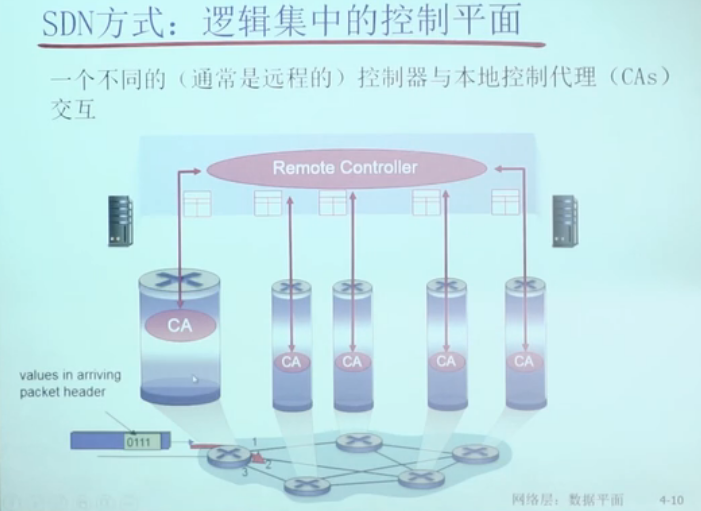 SDN方式：逻辑集中的控制平面
一个不同的（通常是远程的）控制器与本地控制代理（CAs）
交互
Remote Controller
CA
CA
CA
CA
CA
values in arriving
packet header
0111
1
2
3
网络层：数据平面 4-10